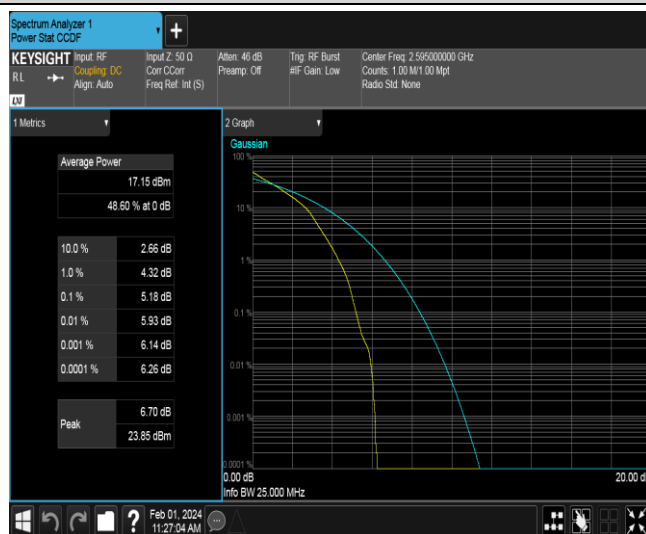 Spectrum Analyzer 1
Power Stat CCDF
+
KEYSIGHT
RL
LXI
Input: RF
Coupling: DC
Align: Auto
Input Z: 50 Ω
Corr CCorr
Freq Ref: Int (S)
Atten: 46 dB
Preamp: Off
Trig: RF Burst
#IF Gain: Low
Center Freq: 2.595000000 GHz
Counts: 1.00 M/1.00 Mpt
Radio Std: None
1 Metrics
Average Power
17.15 dBm
48.60 % at 0 dB
10.0 % 2.66 dB
1.0 % 4.32 dB
0.1 % 5.18 dB
0.01 % 5.93 dB
0.001 % 6.14 dB
0.0001 % 6.26 dB
Peak
6.70 dB
23.85 dBm
2 Graph
Gaussian
100 %
10 %
1 %
0.1 %
0.01 %
0.001 %
0.0001 %
0.00 dB
20.00 d
Info BW 25.000 MHz
?
Feb 01, 2024
11:27:04 AM